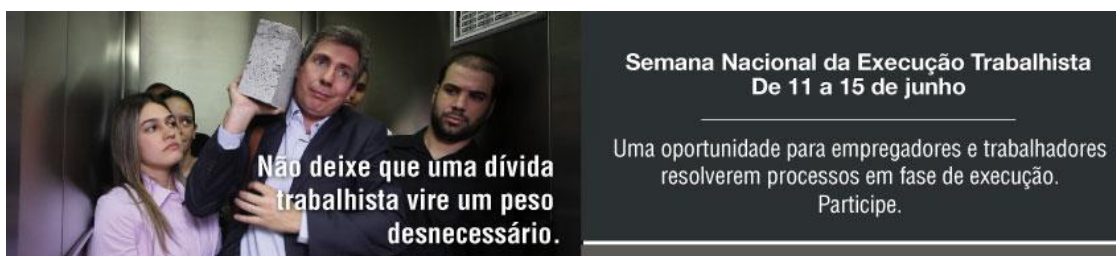 Não deixe que uma dívida
trabalhista vire um peso
desnecessário.
Semana Nacional da Execução Trabalhista
De 11 a 15 de junho
Uma oportunidade para empregadores e trabalhadores
resolverem processos em fase de execução.
Participe.